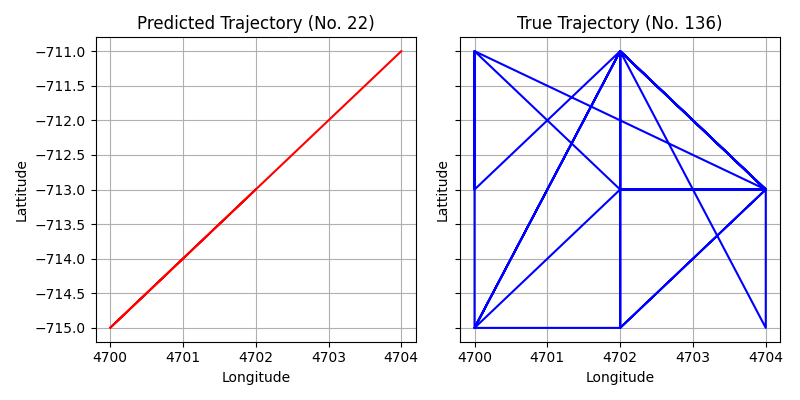 Predicted Trajectory (No. 22)
−711.0
−711.5
−712.0
−712.5
−713.0
−713.5
−714.0
−714.5
−715.0
Lattitude
4700 4701 4702 4703 4704
Longitude
True Trajectory (No. 136)
Lattitude
4700 4701 4702 4703 4704
Longitude